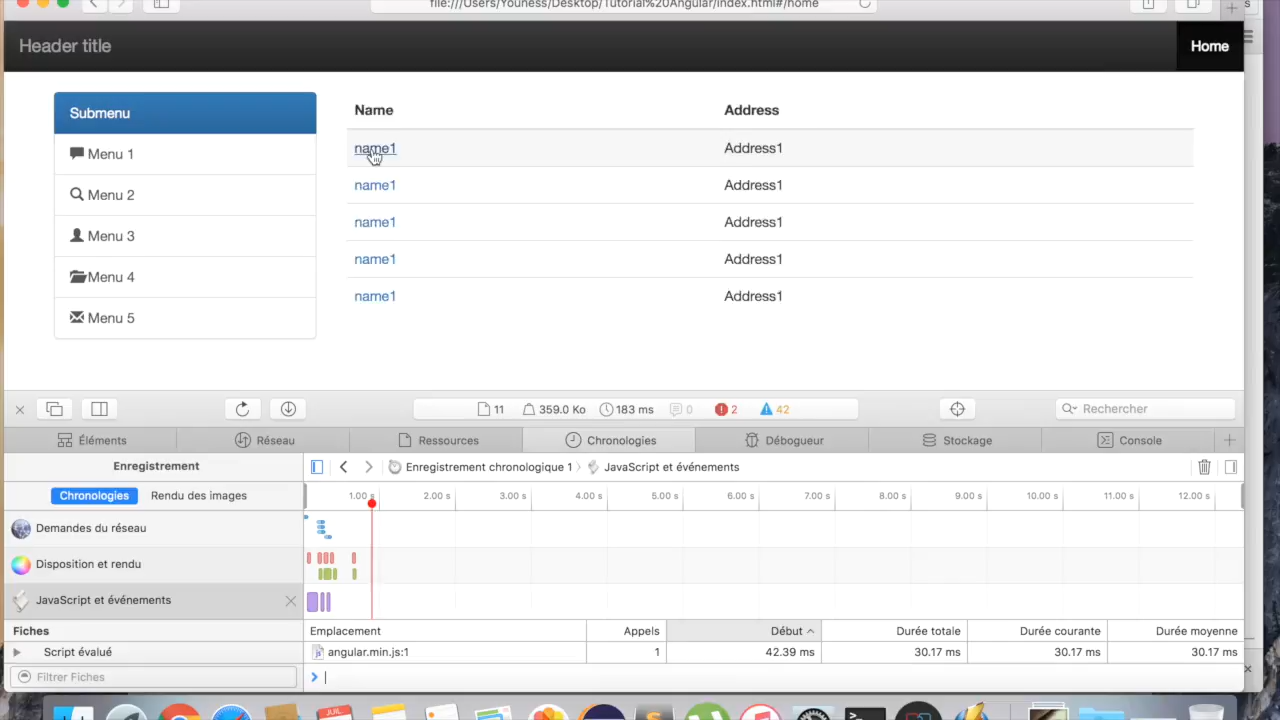 file:///Users/Youness/Desktop/Tutorial%20Angular/index.html#/home
Header title
Home
Submenu
Menu 1
Menu 2
Menu 3
Menu 4
Menu 5
Name Address
name1 Address1
name1 Address1
name1 Address1
name1 Address1
name1 Address1
11 359.0 Ko 183 ms 0 2 42 Rechercher
Éléments Réseau Ressources Chronologies Débogueur Stockage Console
Enregistrement Enregistrement chronologique 1 JavaScript et événements
Chronologies Rendu des images 1.00 s 2.00 s 3.00 s 4.00 s 5.00 s 6.00 s 7.00 s 8.00 s 9.00 s 10.00 s 11.00 s 12.00 s
Demandes du réseau
Disposition et rendu
JavaScript et événements
Fiches Emplacement Appels Début Durée totale Durée courante Durée moyenne
Script évalué angular.min.js:1 1 42.39 ms 30.17 ms 30.17 ms 30.17 ms
Filtrer Fiches
JUIL